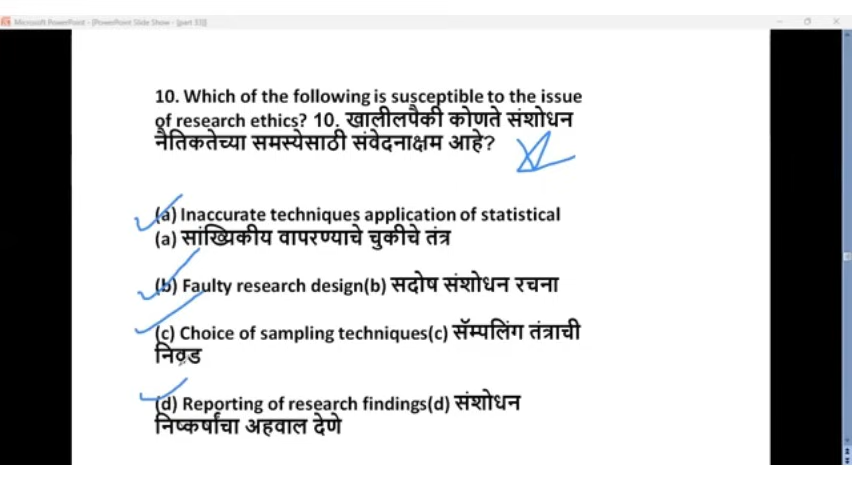 Microsoft PowerPoint - [PowerPoint Slide Show - [part 33]]
10. Which of the following is susceptible to the issue
of research ethics? 10. खालीलपैकी कोणते संशोधन
नैतिकतेच्या समस्येसाठी संवेदनाक्षम आहे?
(a) Inaccurate techniques application of statistical
(a) सांख्यिकीय वापरण्याचे चुकीचे तंत्र
(b) Faulty research design(b) सदोष संशोधन रचना
(c) Choice of sampling techniques(c) सॅम्पलिंग तंत्राची
निवड
(d) Reporting of research findings(d) संशोधन
निष्कर्षांचा अहवाल देणे